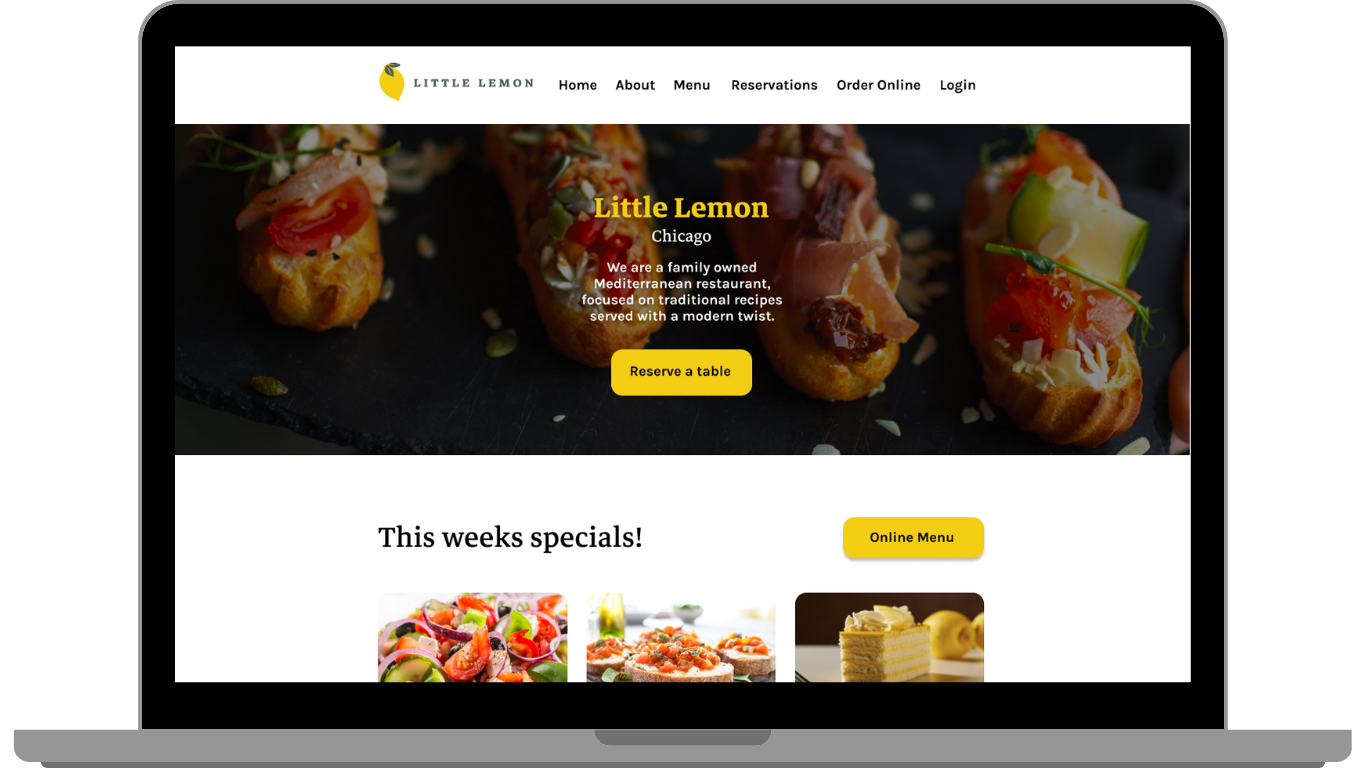 LITTLE LEMON
Home About Menu Reservations Order Online Login
Little Lemon
Chicago
We are a family owned
Mediterranean restaurant,
focused on traditional recipes
served with a modern twist.
Reserve a table
This weeks specials!
Online Menu